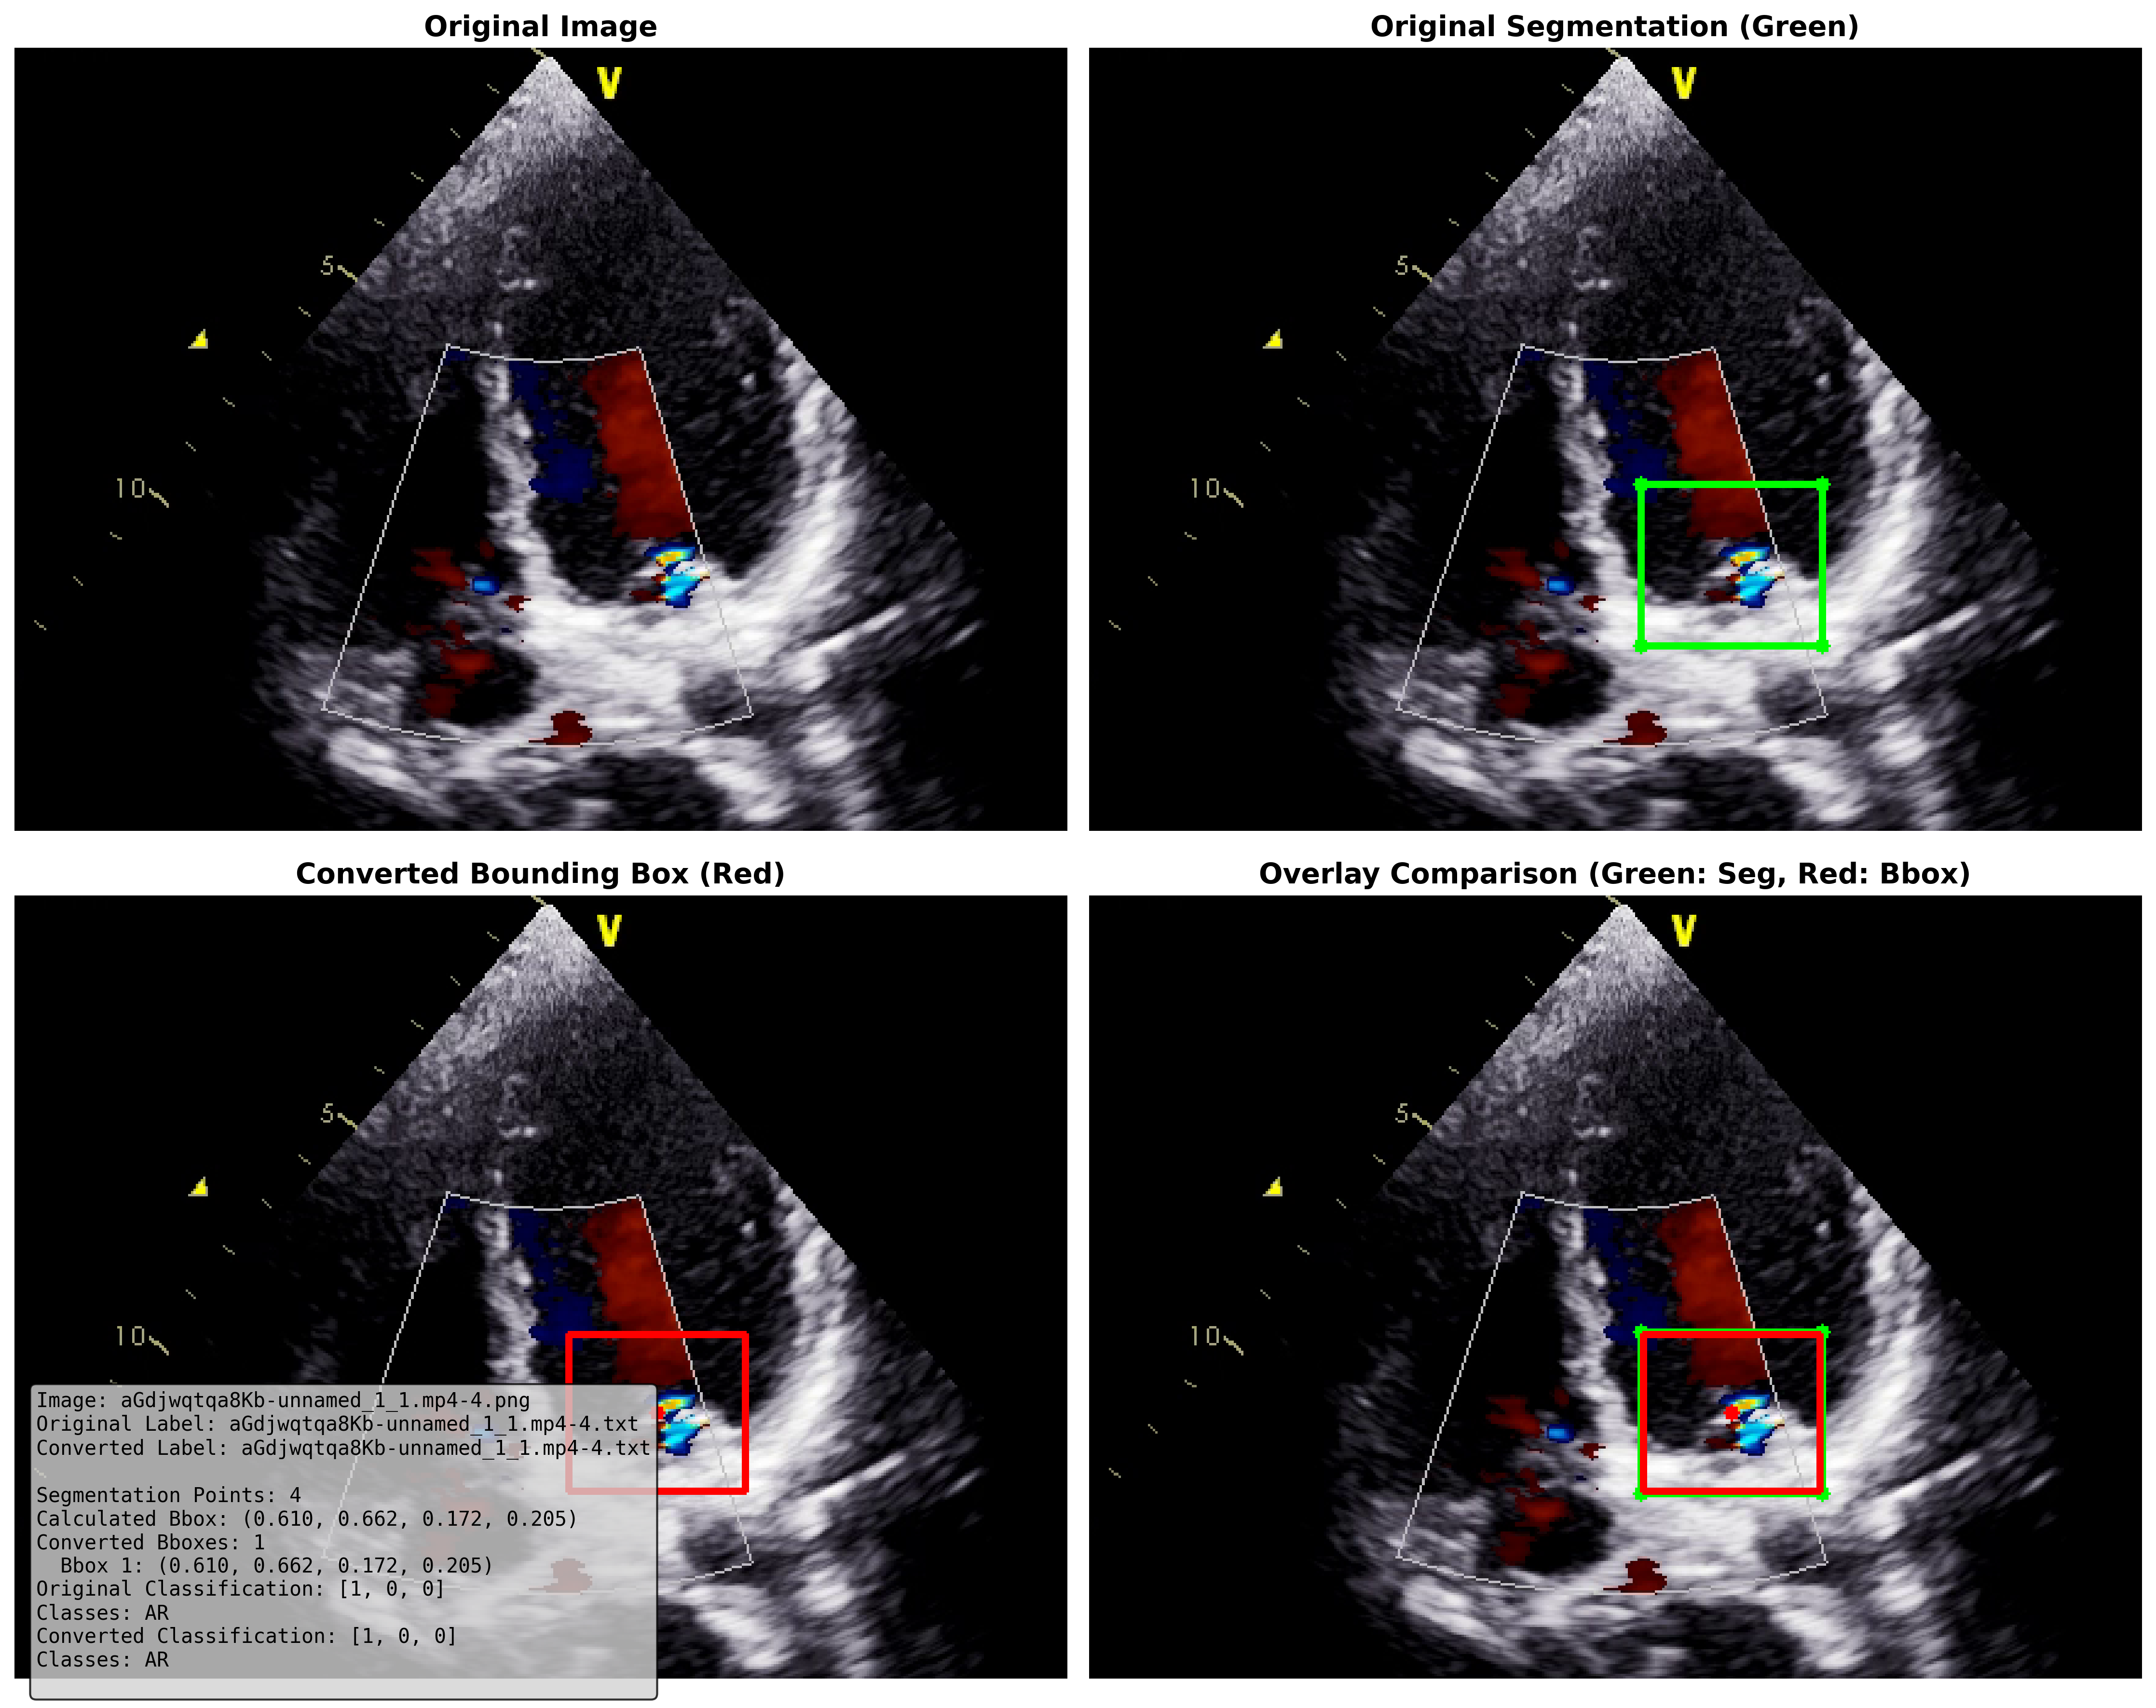 Original Image
Original Segmentation (Green)
V
5
10
V
5
10
Converted Bounding Box (Red)
Overlay Comparison (Green: Seg, Red: Bbox)
V
5
10
V
5
10
Image: aGdjwqtqa8Kb-unnamed_1_1.mp4-4.png
Original Label: aGdjwqtqa8Kb-unnamed_1_1.mp4-4.txt
Converted Label: aGdjwqtqa8Kb-unnamed_1_1.mp4-4.txt
Segmentation Points: 4
Calculated Bbox: (0.610, 0.662, 0.172, 0.205)
Converted Bboxes: 1
Bbox 1: (0.610, 0.662, 0.172, 0.205)
Original Classification: [1, 0, 0]
Classes: AR
Converted Classification: [1, 0, 0]
Classes: AR